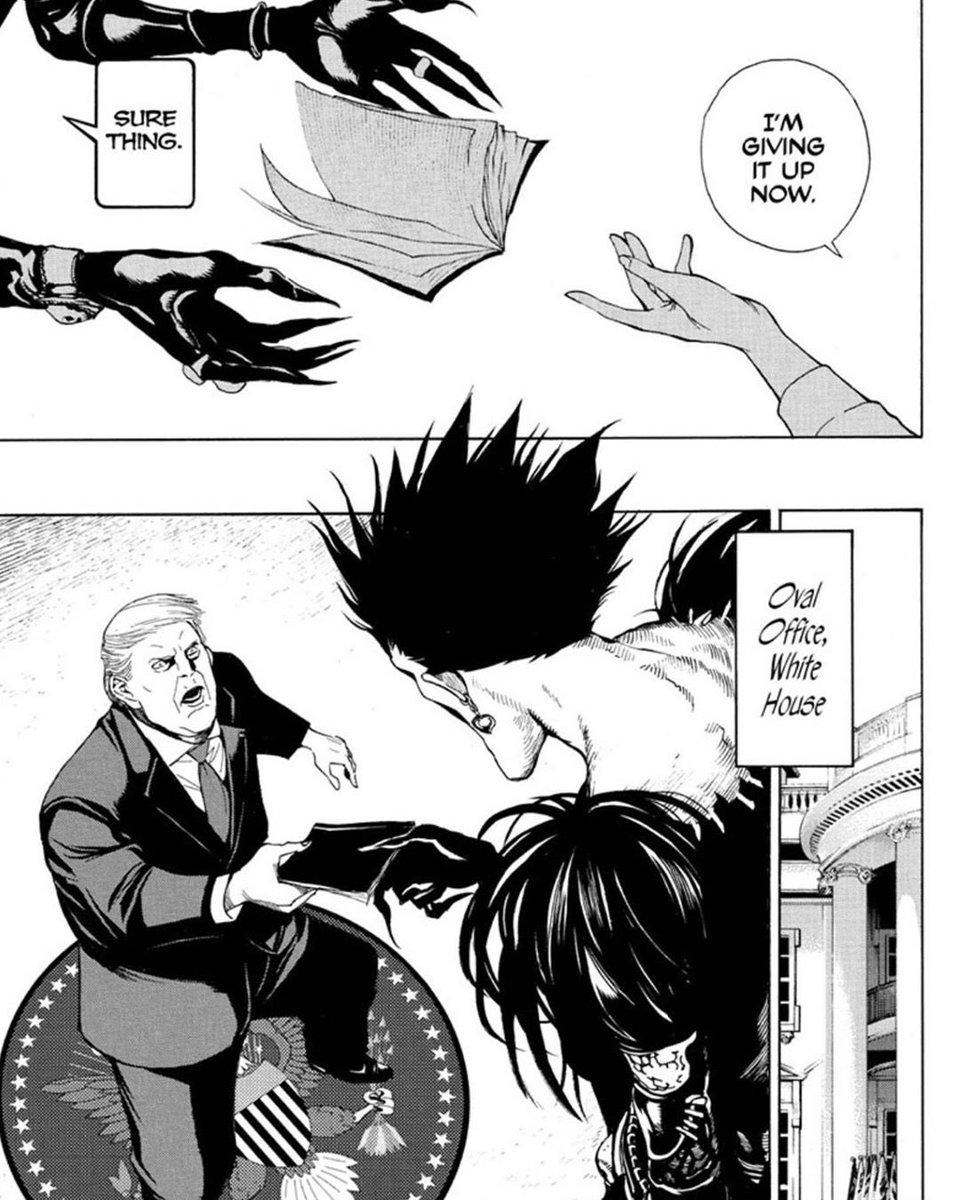 I'M
GIVING
IT UP
NOW.
SURE
THING.
Oval
Office,
White
House